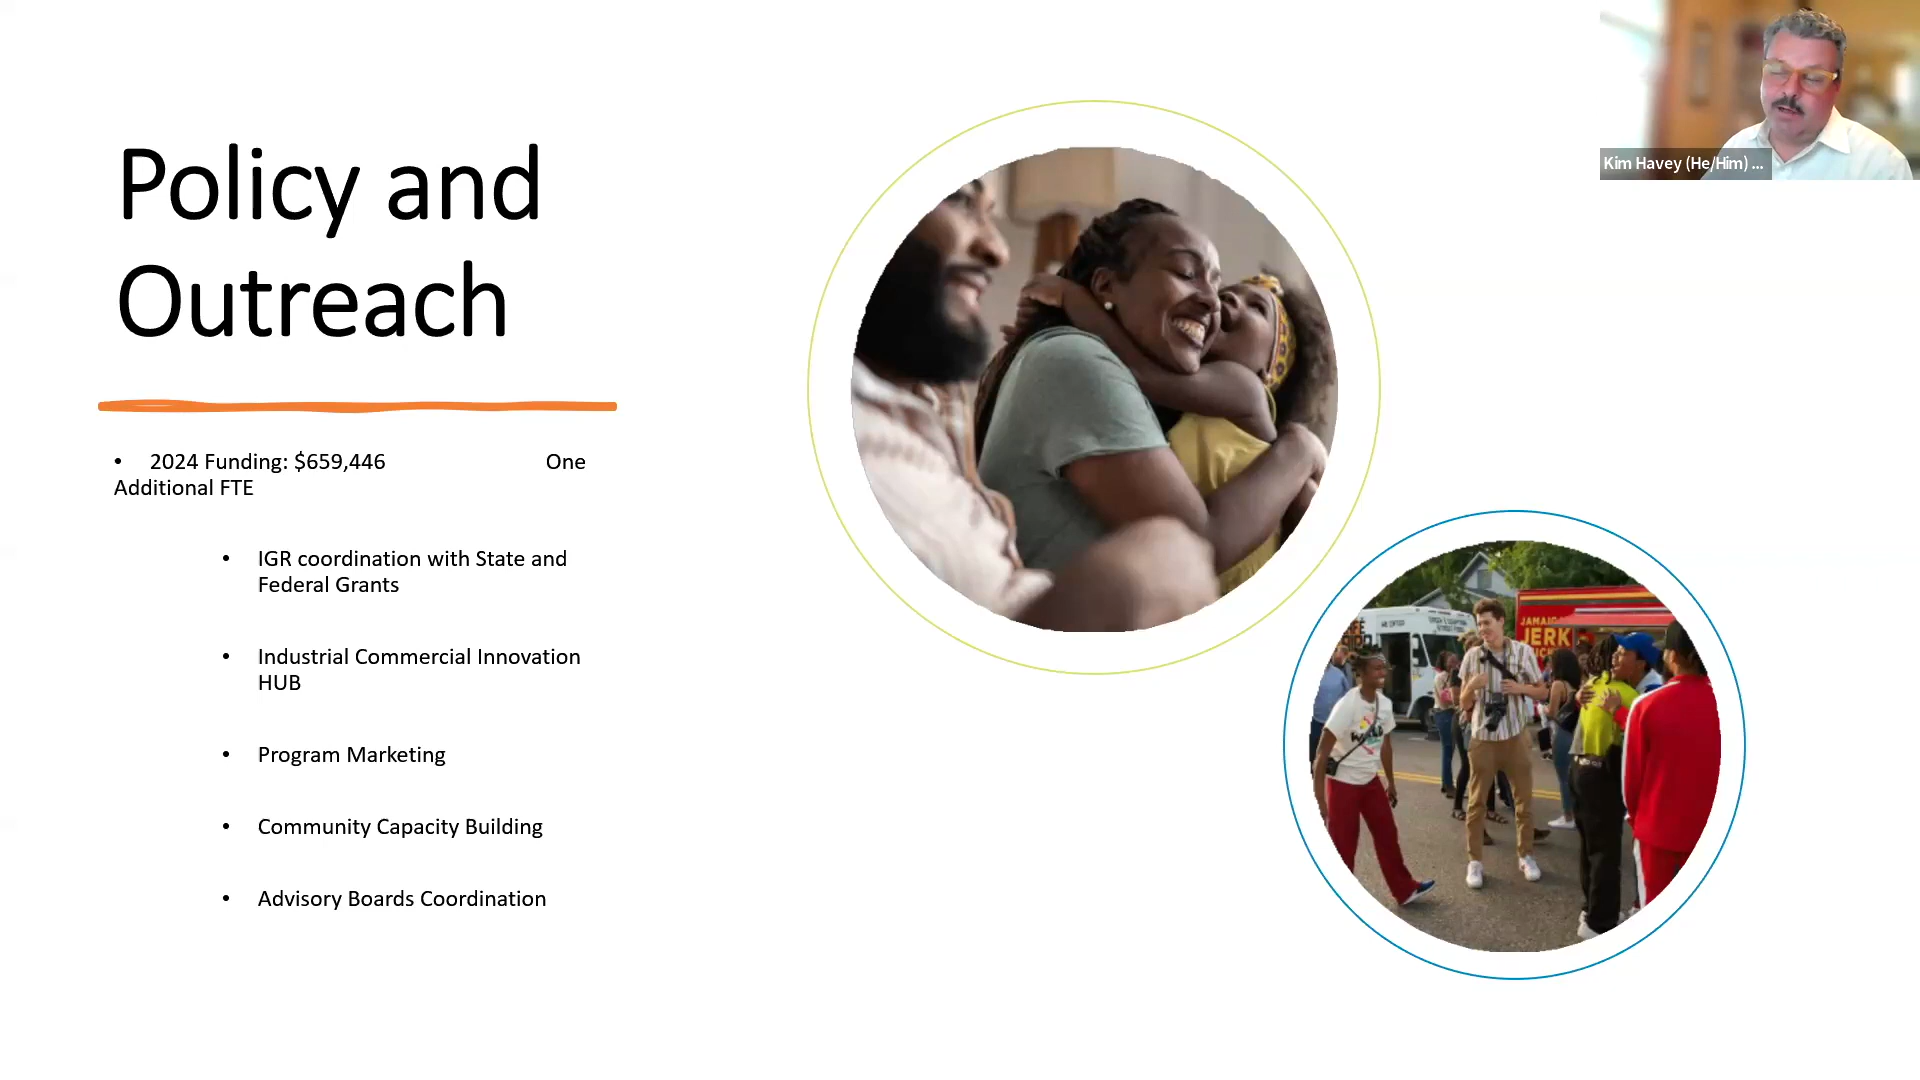 Policy and
Outreach
• 2024 Funding: $659,446 One
Additional FTE
• IGR coordination with State and
Federal Grants
• Industrial Commercial Innovation
HUB
• Program Marketing
• Community Capacity Building
• Advisory Boards Coordination
Kim Havey (He/Him) ...
JERK